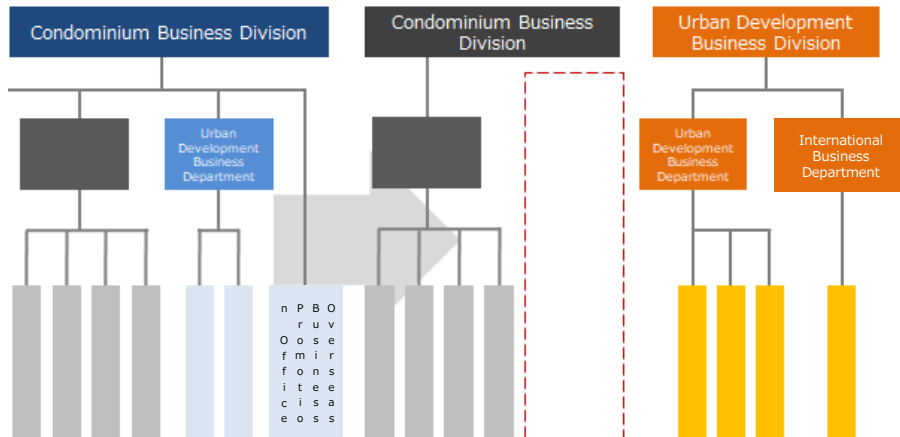 Condominium Business Division
Condominium Business
Division
Urban Development
Business Division
Urban
Development
Business
Department
Urban
Development
Business
Department
International
Business
Department
Overseas
Business
Promotio
n Office